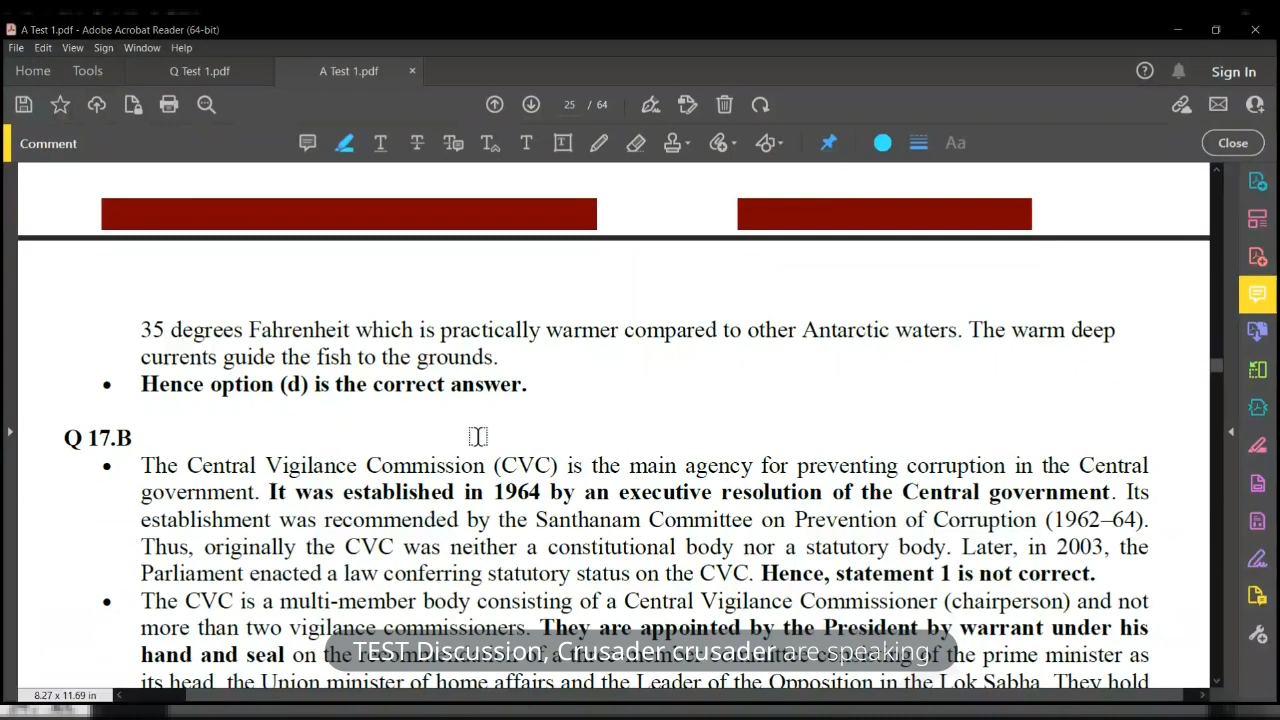 A Test 1.pdf - Adobe Acrobat Reader (64-bit)
File Edit View Sign Window Help
Home Tools Q Test 1.pdf A Test 1.pdf × Sign In
25 / 64
Comment Aa Close
35 degrees Fahrenheit which is practically warmer compared to other Antarctic waters. The warm deep
currents guide the fish to the grounds.
• Hence option (d) is the correct answer.
Q 17.B
• The Central Vigilance Commission (CVC) is the main agency for preventing corruption in the Central
government. It was established in 1964 by an executive resolution of the Central government. Its
establishment was recommended by the Santhanam Committee on Prevention of Corruption (1962–64).
Thus, originally the CVC was neither a constitutional body nor a statutory body. Later, in 2003, the
Parliament enacted a law conferring statutory status on the CVC. Hence, statement 1 is not correct.
• The CVC is a multi-member body consisting of a Central Vigilance Commissioner (chairperson) and not
more than two vigilance commissioners. They are appointed by the President by warrant under his
hand and seal on the of the prime minister as
TEST Discussion, Crusader crusader are speaking
its head, the Union minister of home affairs and the Leader of the Opposition in the Lok Sabha. They hold
8.27 x 11.69 in